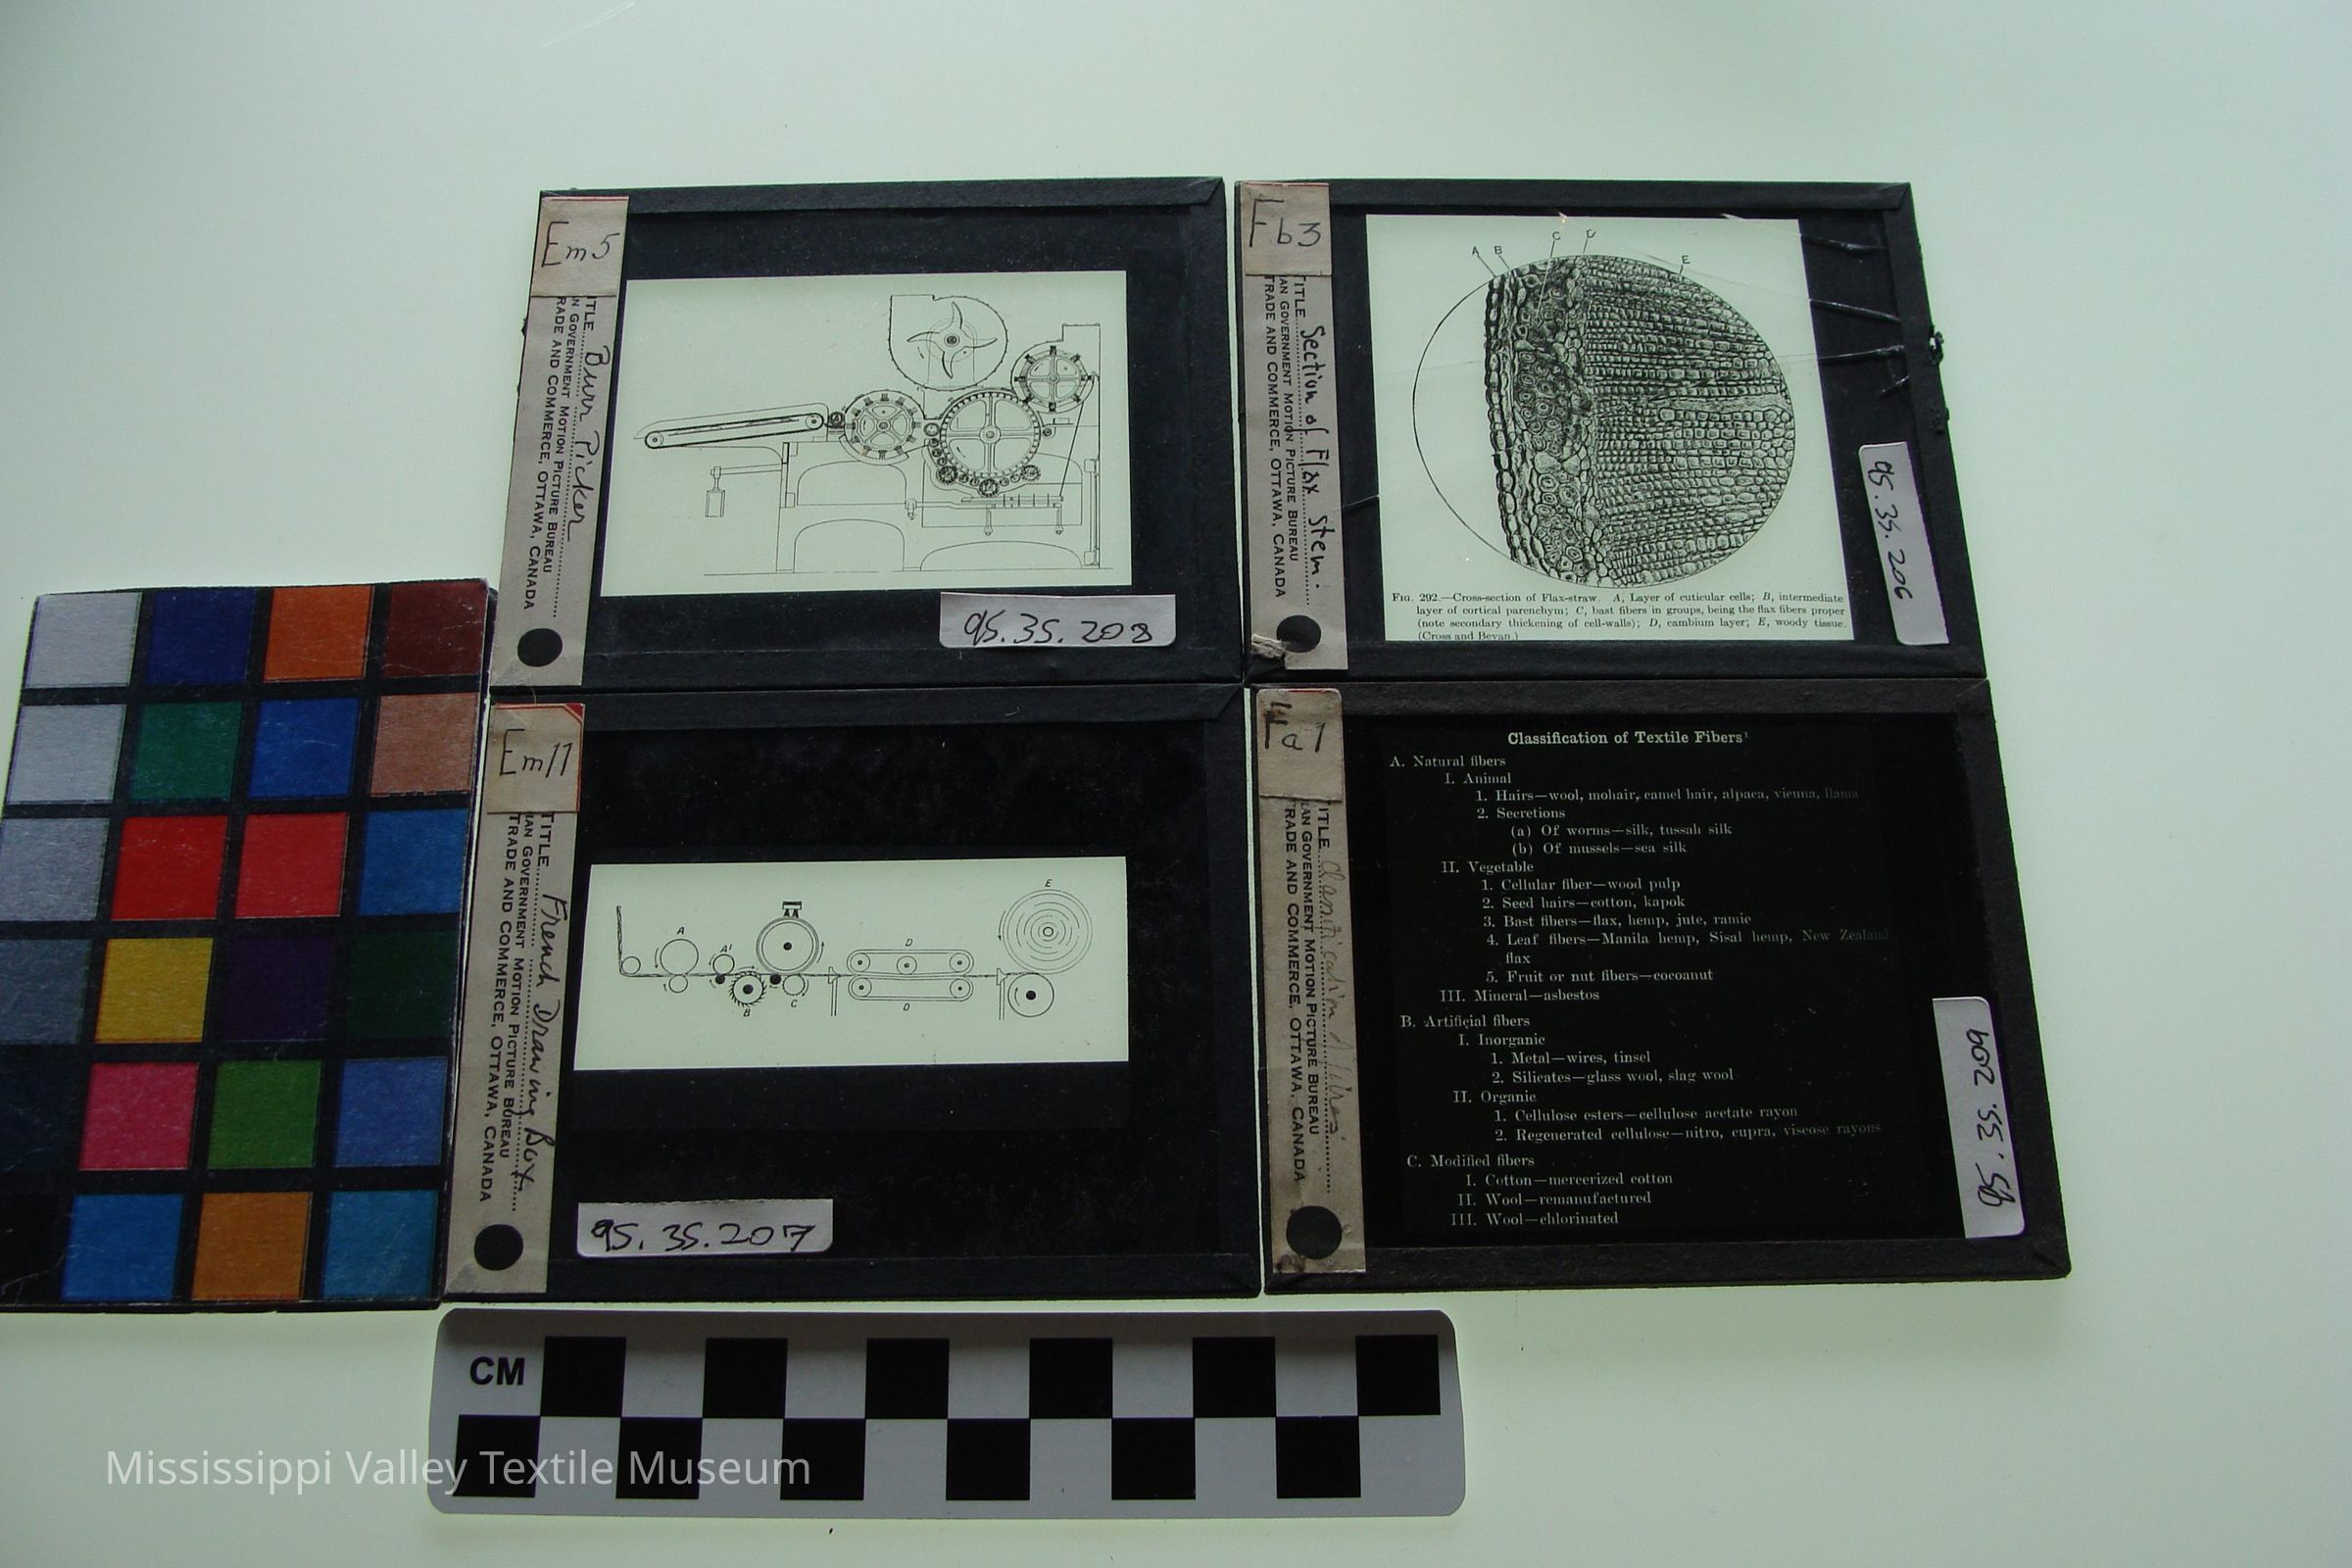 Em5
TITLE Burr Picker
AN GOVERNMENT MOTION PICTURE BUREAU
RADE AND COMMERCE, OTTAWA, CANADA
95.35.208
Fb3
TITLE Section of Flax Stem.
AN GOVERNMENT MOTION PICTURE BUREAU
TRADE AND COMMERCE, OTTAWA, CANADA
A B C D E
FIG. 292.—Cross-section of Flax-straw. A, Layer of cuticular cells; B, intermediate
layer of cortical parenchym; C, bast fibers in groups, being the flax fibers proper
(note secondary thickening of cell-walls); D, cambium layer; E, woody tissue.
(Cross and Bevan.)
95.35.206
Em11
TITLE French Drawing Box.
IAN GOVERNMENT MOTION PICTURE BUREAU
TRADE AND COMMERCE, OTTAWA, CANADA
E
A A' D
B C D
95.35.207
Fa1
TITLE Classification of fibres.
AN GOVERNMENT MOTION PICTURE BUREAU
RADE AND COMMERCE, OTTAWA, CANADA
Classification of Textile Fibers¹
A. Natural fibers
I. Animal
1. Hairs—wool, mohair, camel hair, alpaca, vicuna, llama
2. Secretions
(a) Of worms—silk, tussah silk
(b) Of mussels—sea silk
II. Vegetable
1. Cellular fiber—wood pulp
2. Seed hairs—cotton, kapok
3. Bast fibers—flax, hemp, jute, ramie
4. Leaf fibers—Manila hemp, Sisal hemp, New Zealand
flax
5. Fruit or nut fibers—cocoanut
III. Mineral—asbestos
B. Artificial fibers
I. Inorganic
1. Metal—wires, tinsel
2. Silicates—glass wool, slag wool
II. Organic
1. Cellulose esters—cellulose acetate rayon
2. Regenerated cellulose—nitro, cupra, viscose rayons
C. Modified fibers
I. Cotton—mercerized cotton
II. Wool—remanufactured
III. Wool—chlorinated
95.35.209
CM
Mississippi Valley Textile Museum